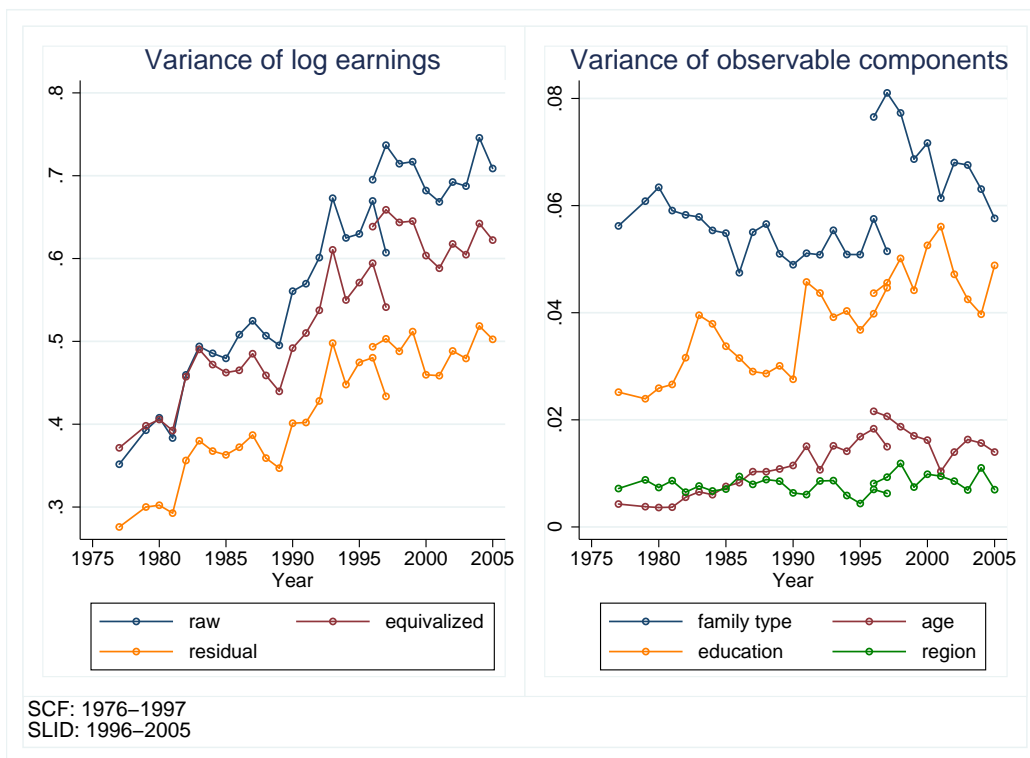 Variance of log earnings
.8
.7
.6
.5
.4
.3
1975 1980 1985 1990 1995 2000 2005
Year
raw equivalized
residual
Variance of observable components
.08
.06
.04
.02
0
1975 1980 1985 1990 1995 2000 2005
Year
family type age
education region
SCF: 1976−1997
SLID: 1996−2005